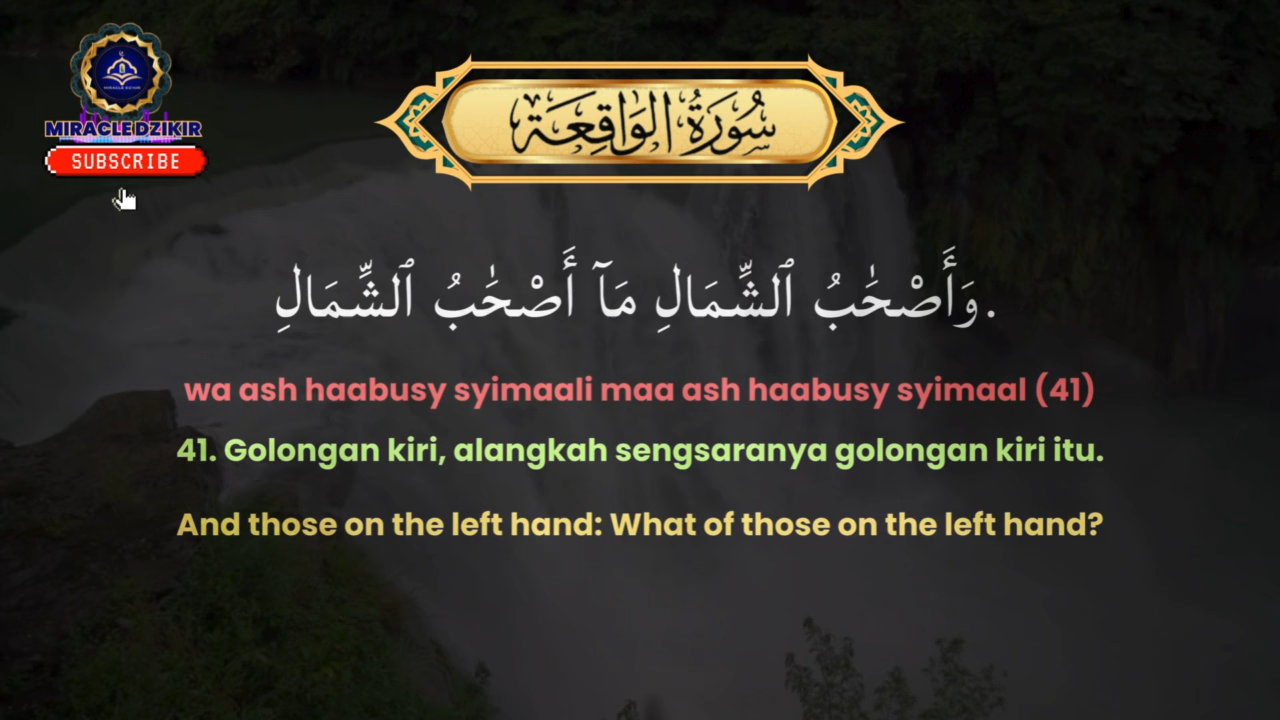 MIRACLE DZIKIR
SUBSCRIBE
سُورَةُ الوَاقِعَة
وَأَصْحَٰبُ ٱلشِّمَالِ مَآ أَصْحَٰبُ ٱلشِّمَالِ.
wa ash haabusy syimaali maa ash haabusy syimaal (41)
41. Golongan kiri, alangkah sengsaranya golongan kiri itu.
And those on the left hand: What of those on the left hand?